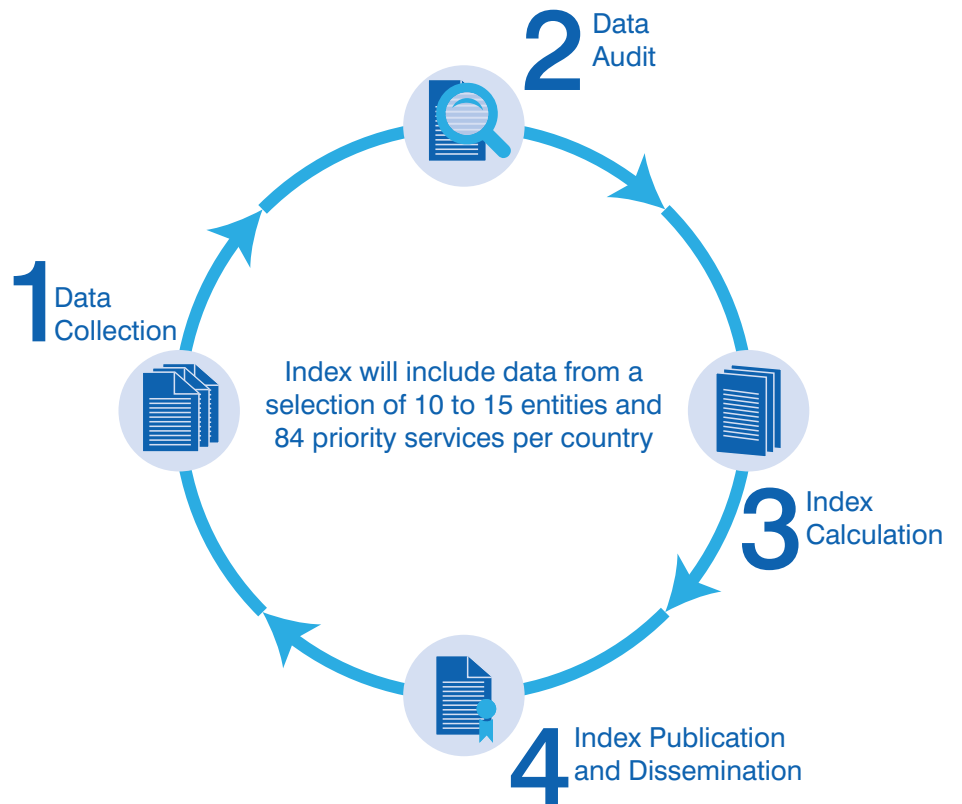 1
Data
Collection
2
Data
Audit
Index will include data from a
selection of 10 to 15 entities and
84 priority services per country
3
Index
Calculation
4
Index Publication
and Dissemination